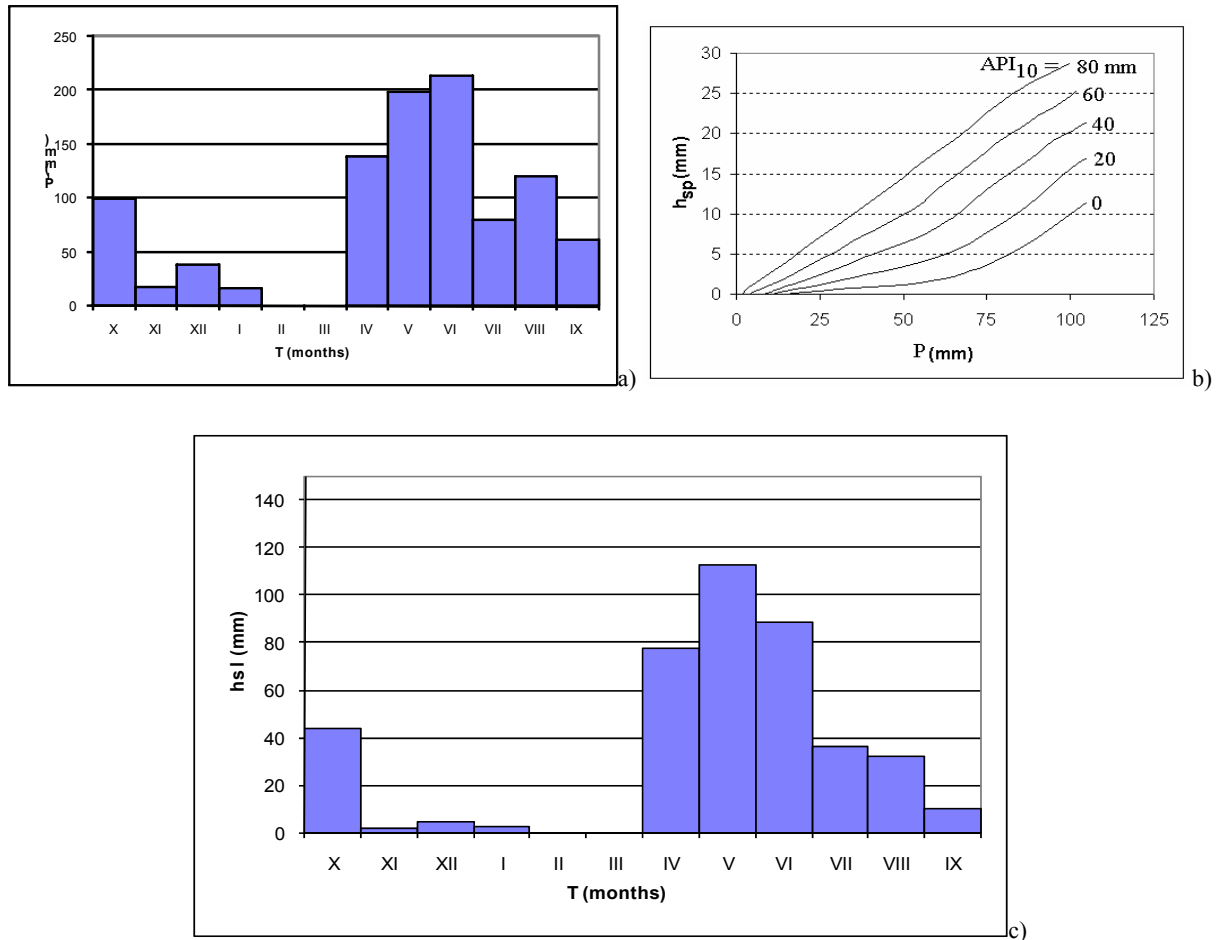 250
200
150
100
50
0
P (mm)
X XI XII I II III IV V VI VII VIII IX
T (months)
a)
30
25
20
15
10
5
0
h_sp (mm)
API10 = 80 mm
60
40
20
0
0 25 50 75 100 125
P (mm)
b)
140
120
100
80
60
40
20
0
hs l (mm)
X XI XII I II III IV V VI VII VIII IX
T (months)
c)